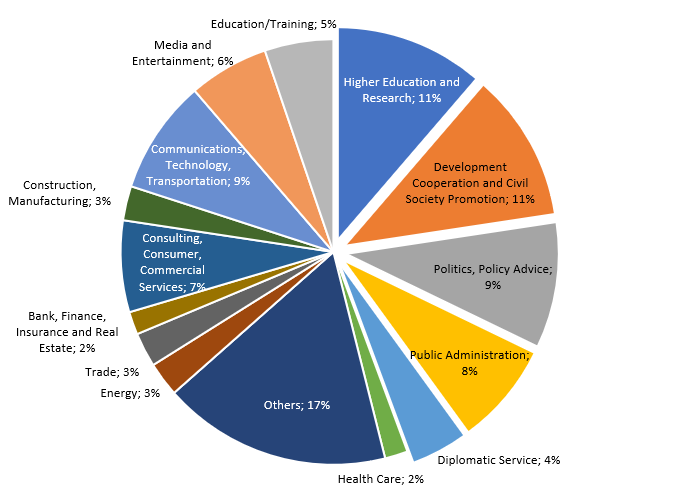 Education/Training; 5%
Media and
Entertainment; 6%
Higher Education and
Research; 11%
Communications,
Technology,
Transportation; 9%
Development
Cooperation and Civil
Society Promotion; 11%
Construction,
Manufacturing; 3%
Consulting,
Consumer,
Commercial
Services; 7%
Politics, Policy Advice;
9%
Bank, Finance,
Insurance and Real
Estate; 2%
Public Administration;
8%
Trade; 3%
Energy; 3%
Others; 17%
Diplomatic Service; 4%
Health Care; 2%